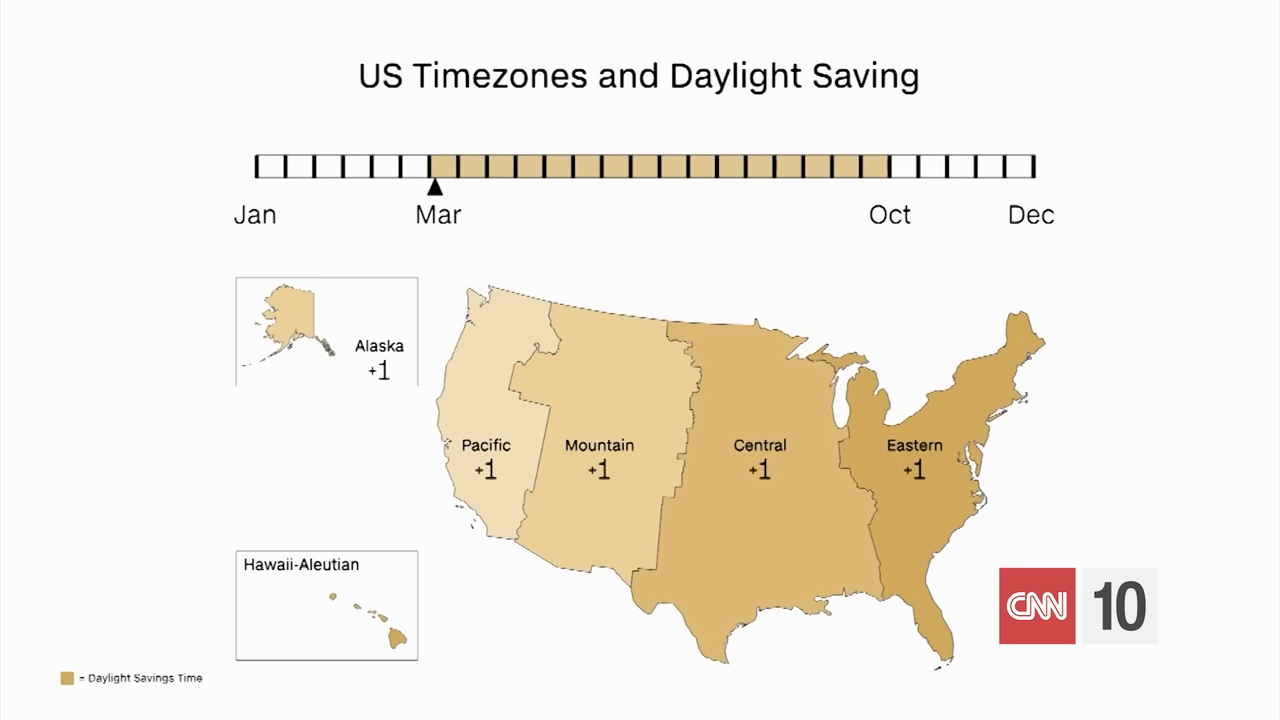 US Timezones and Daylight Saving
Jan Mar Oct Dec
Alaska
+1
Pacific
+1
Mountain
+1
Central
+1
Eastern
+1
Hawaii-Aleutian
CNN 10
= Daylight Savings Time